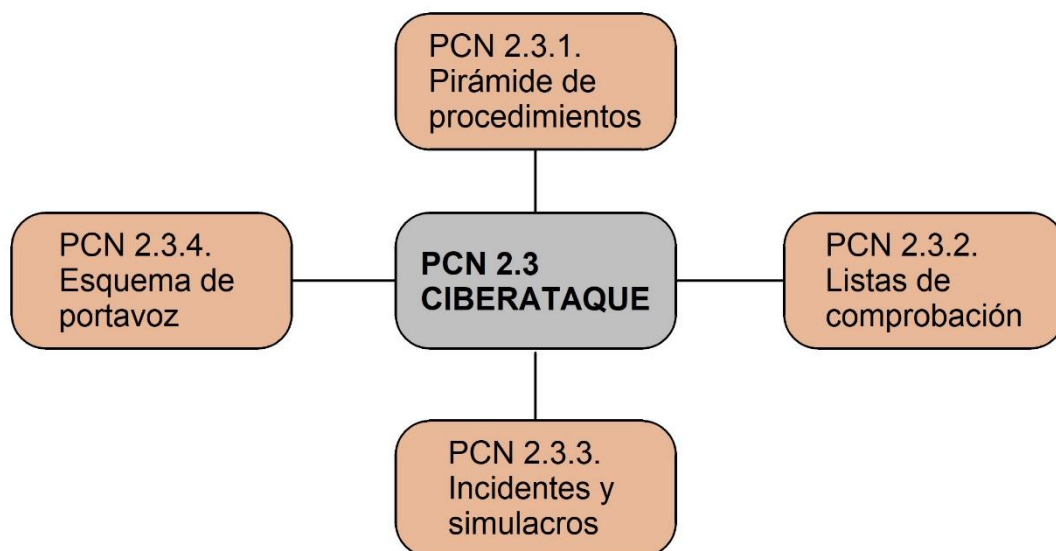 PCN 2.3.1.
Pirámide de
procedimientos
PCN 2.3.4.
Esquema de
portavoz
PCN 2.3
CIBERATAQUE
PCN 2.3.2.
Listas de
comprobación
PCN 2.3.3.
Incidentes y
simulacros